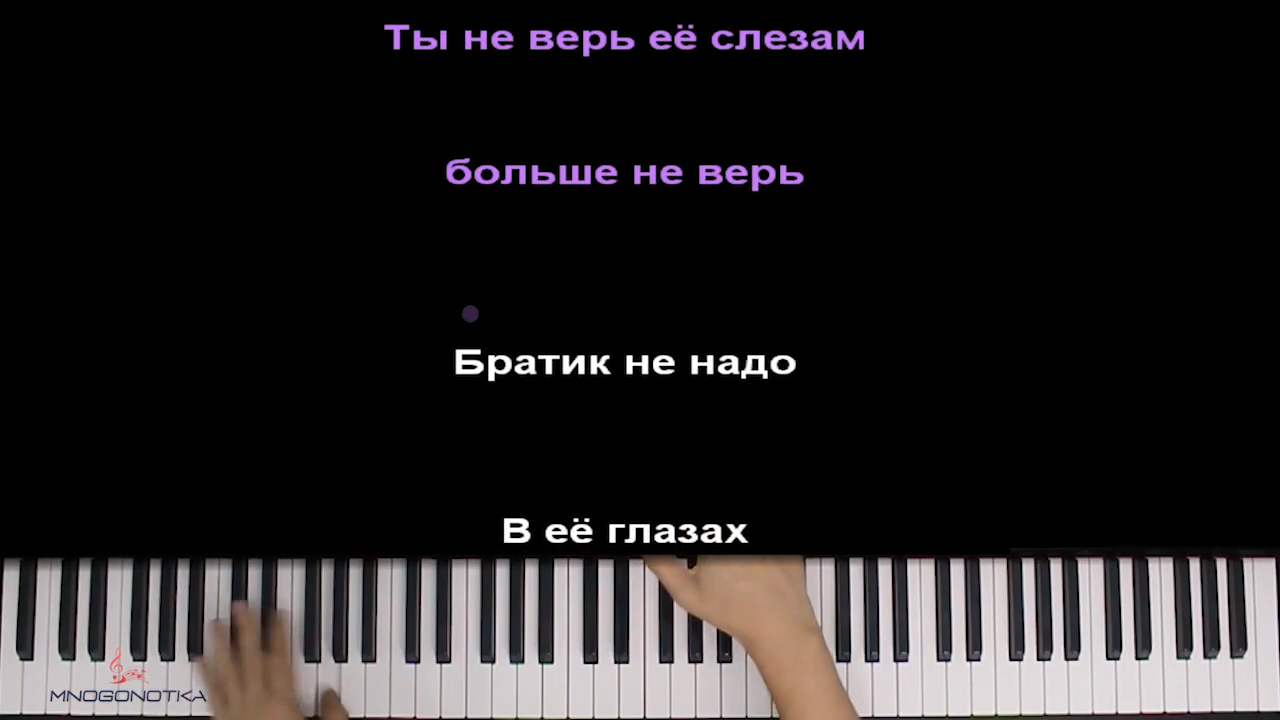 Ты не верь её слезам
больше не верь
Братик не надо
В её глазах
MNOGONOTKA